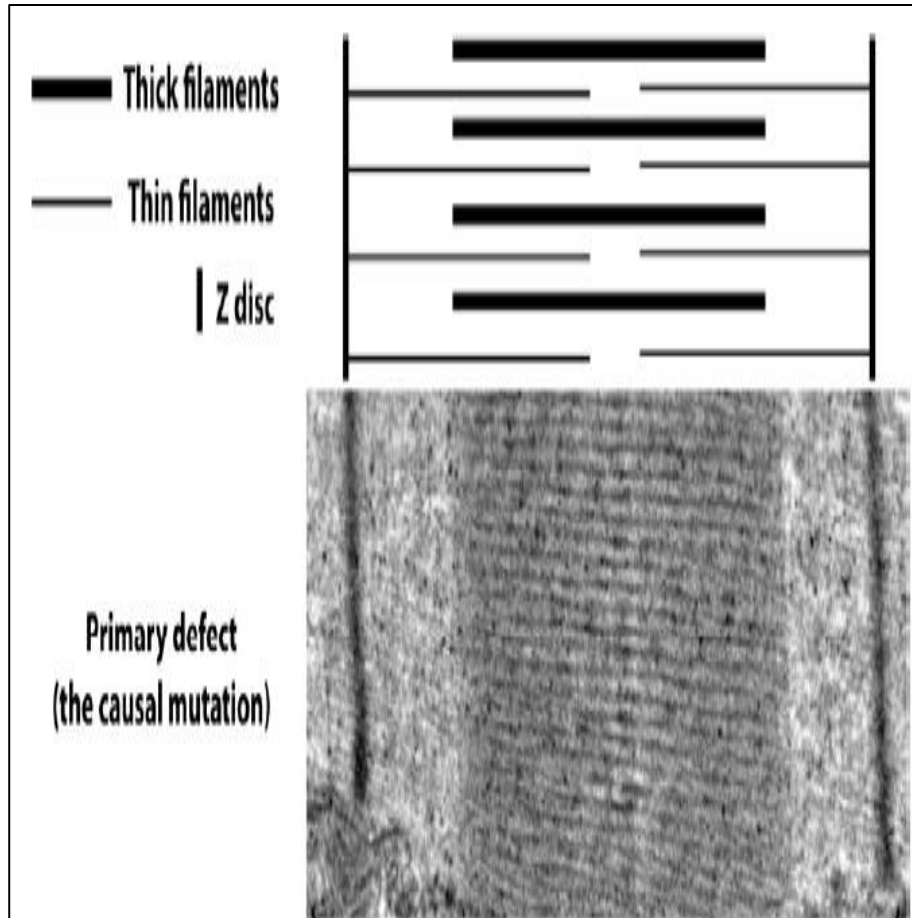 Thick filaments
Thin filaments
Z disc
Primary defect
(the causal mutation)